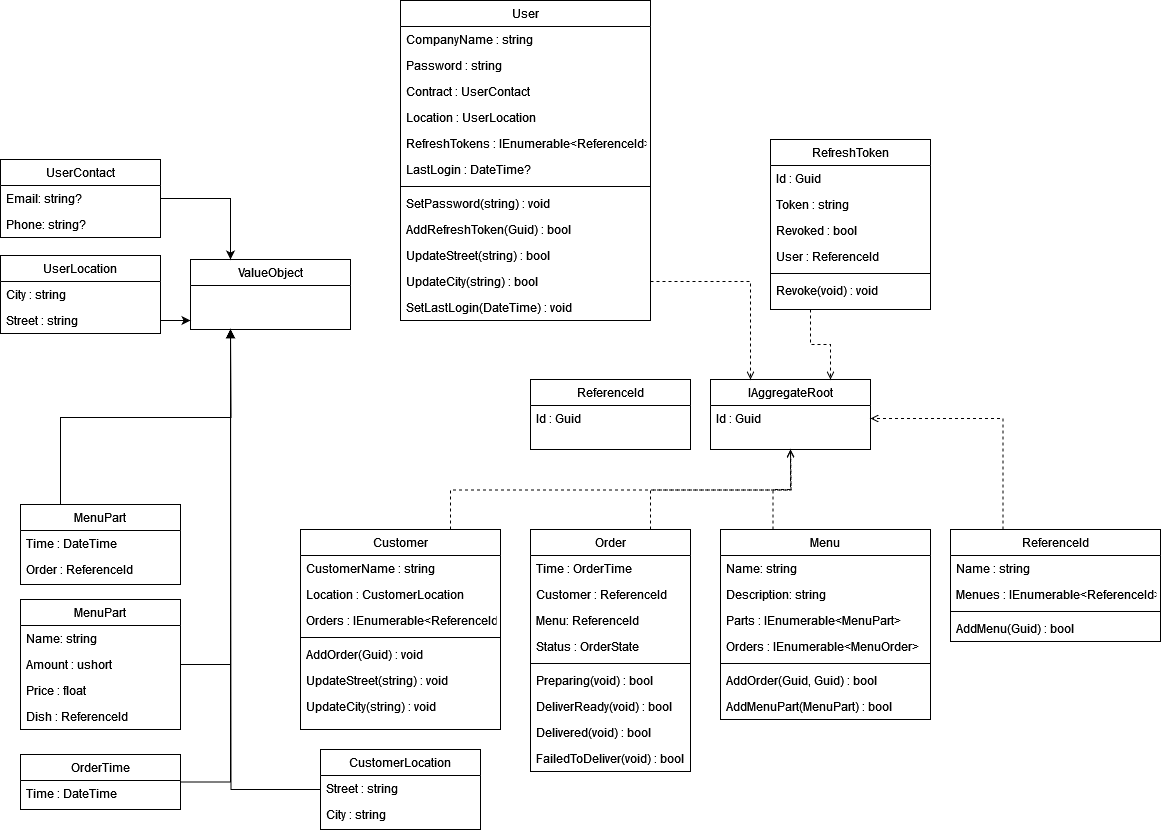 User
CompanyName : string
Password : string
Contract : UserContact
Location : UserLocation
RefreshTokens : IEnumerable<ReferenceId>
LastLogin : DateTime?
SetPassword(string) : void
AddRefreshToken(Guid) : bool
UpdateStreet(string) : bool
UpdateCity(string) : bool
SetLastLogin(DateTime) : void
RefreshToken
Id : Guid
Token : string
Revoked : bool
User : ReferenceId
Revoke(void) : void
UserContact
Email: string?
Phone: string?
UserLocation
City : string
Street : string
ValueObject
ReferenceId
Id : Guid
IAggregateRoot
Id : Guid
MenuPart
Time : DateTime
Order : ReferenceId
MenuPart
Name: string
Amount : ushort
Price : float
Dish : ReferenceId
OrderTime
Time : DateTime
Customer
CustomerName : string
Location : CustomerLocation
Orders : IEnumerable<ReferenceId
AddOrder(Guid) : void
UpdateStreet(string) : void
UpdateCity(string) : void
CustomerLocation
Street : string
City : string
Order
Time : OrderTime
Customer : ReferenceId
Menu: ReferenceId
Status : OrderState
Preparing(void) : bool
DeliverReady(void) : bool
Delivered(void) : bool
FailedToDeliver(void) : bool
Menu
Name: string
Description: string
Parts : IEnumerable<MenuPart>
Orders : IEnumerable<MenuOrder>
AddOrder(Guid, Guid) : bool
AddMenuPart(MenuPart) : bool
ReferenceId
Name : string
Menues : IEnumerable<ReferenceId>
AddMenu(Guid) : bool